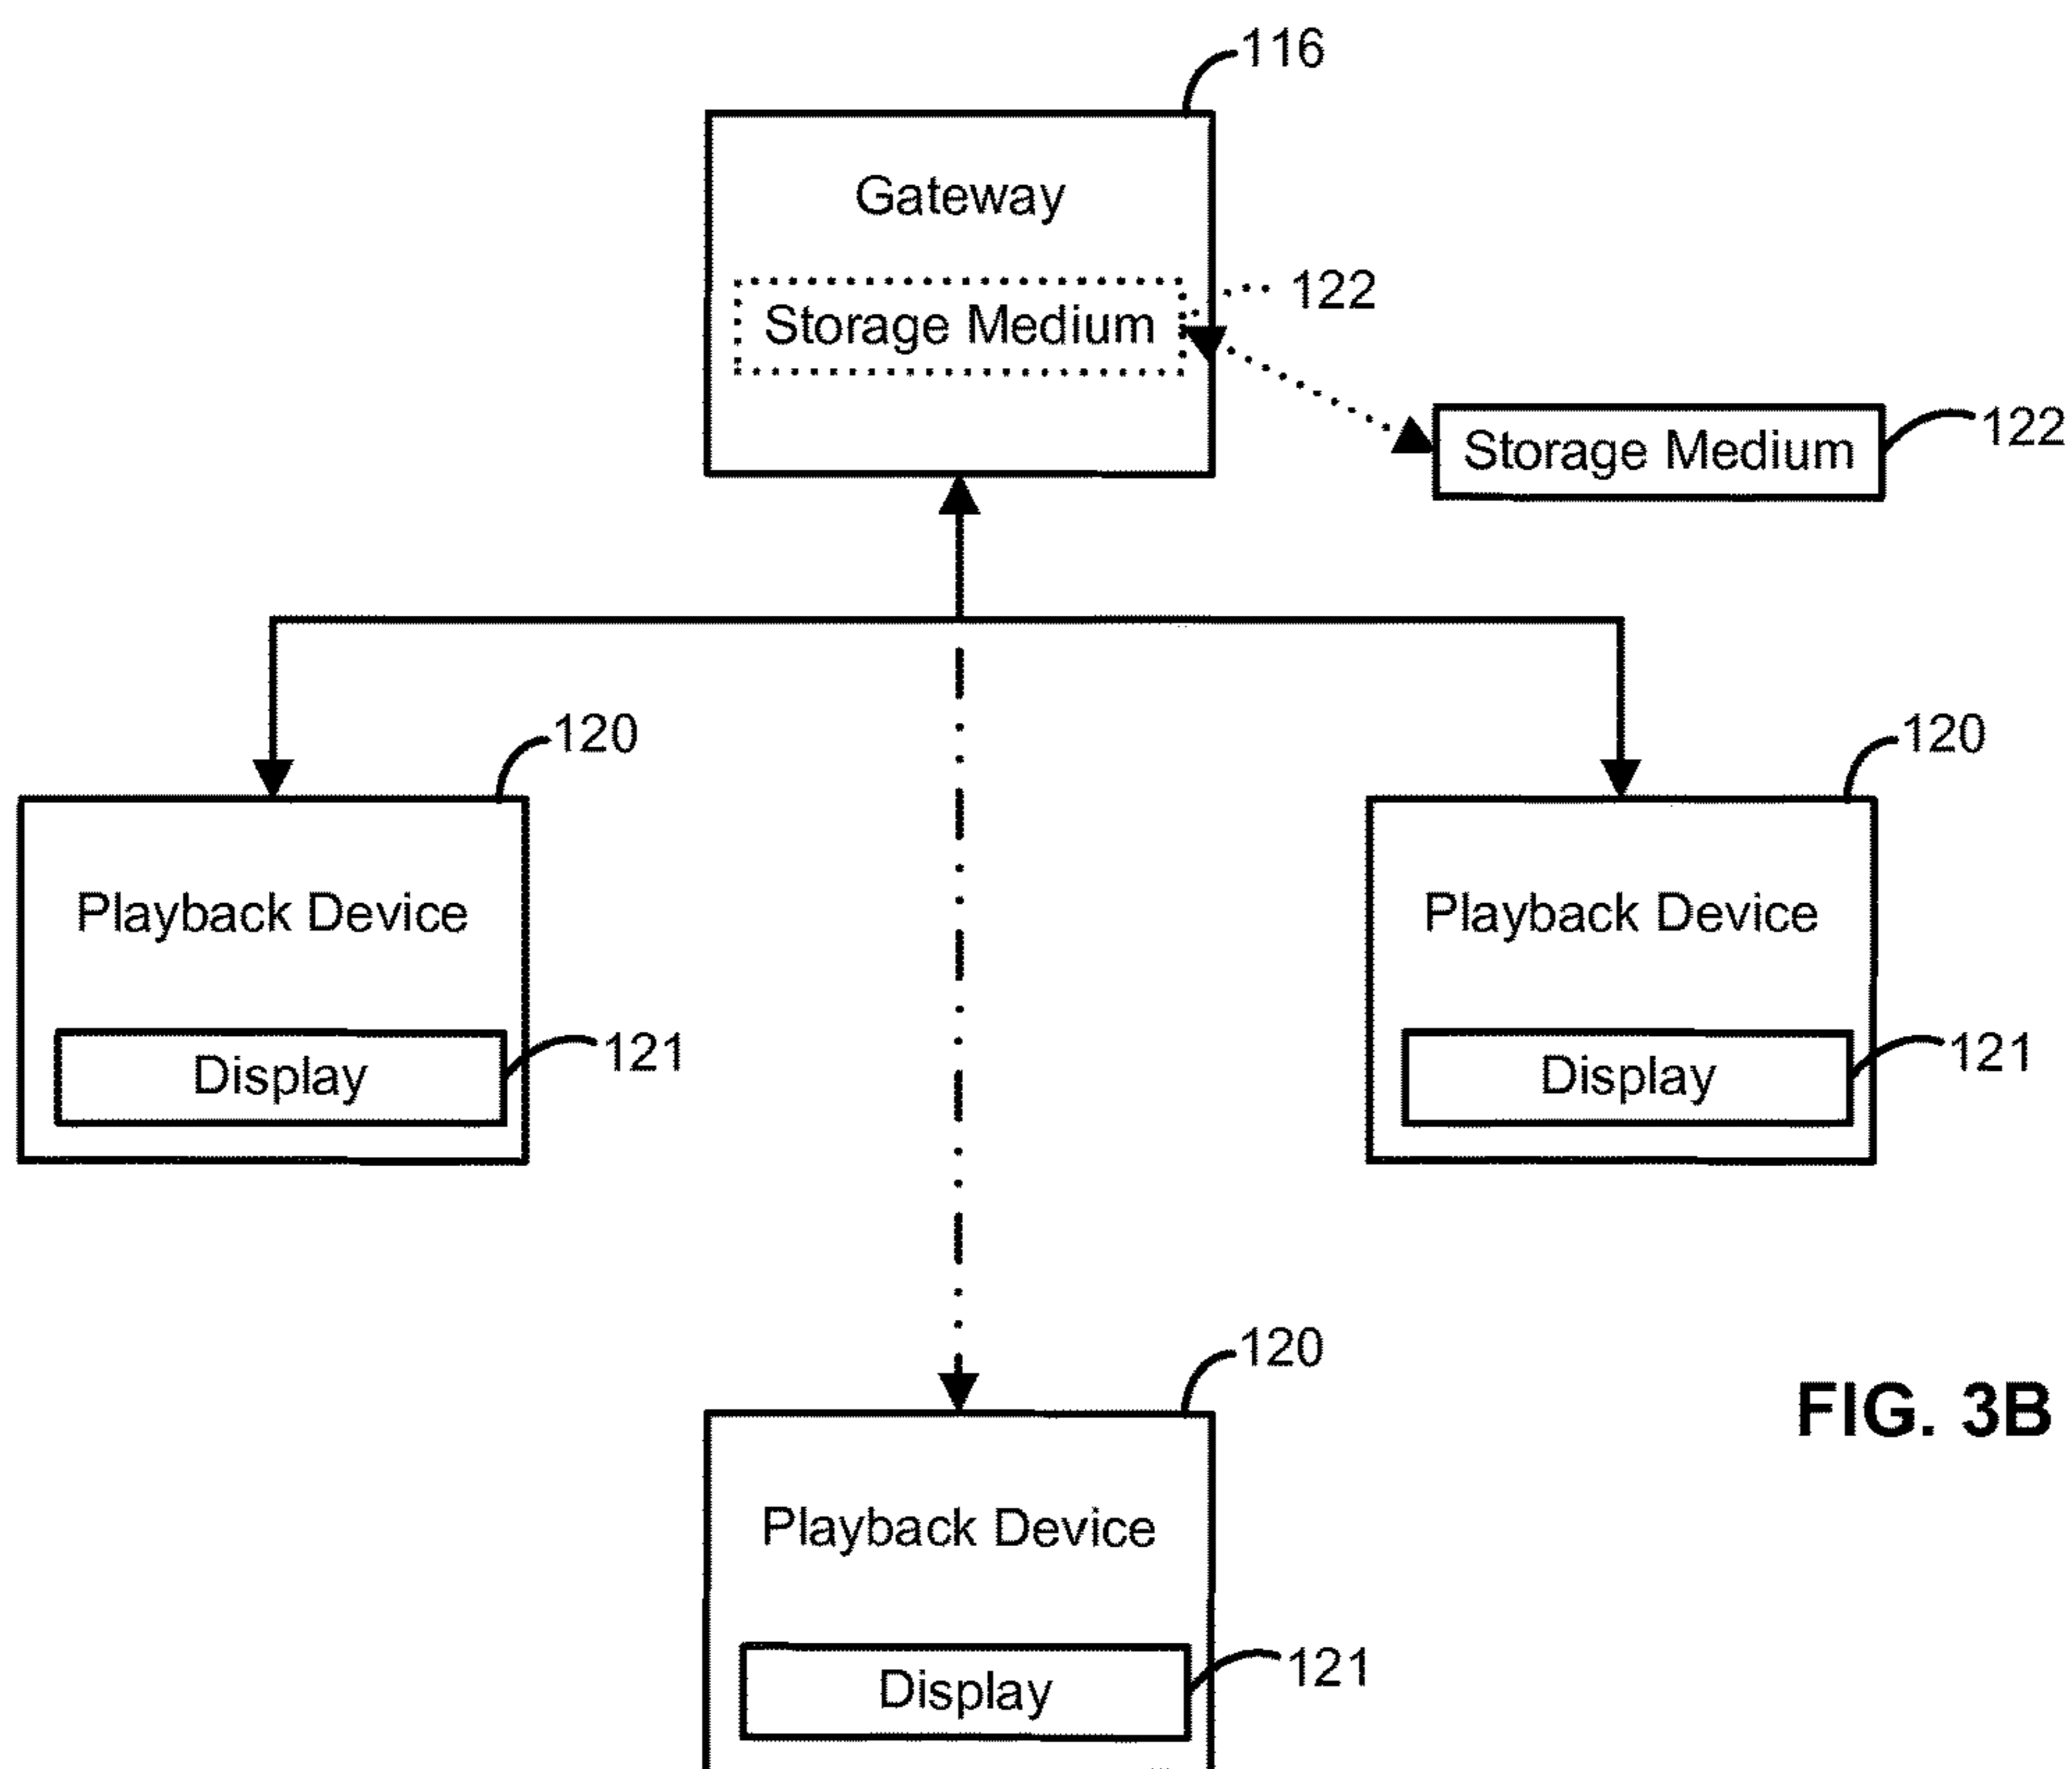 116
Gateway
122
Storage Medium
122
Storage Medium
120
120
Playback Device
Playback Device
121
121
Display
Display
120
FIG. 3B
Playback Device
121
Display